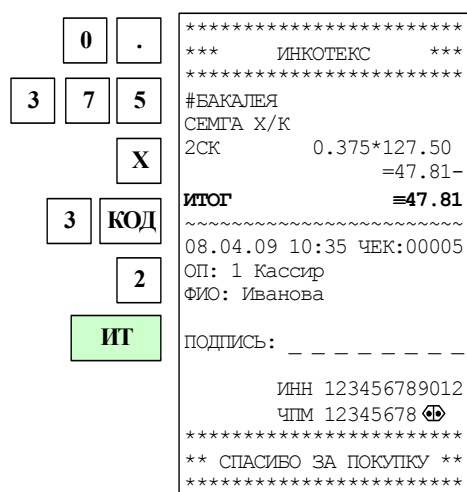 0 .
3 7 5
X
3 КОД
2
ИТ
************************
*** ИНКОТЕКС ***
************************
#БАКАЛЕЯ
СЕМГА Х/К
2СК 0.375*127.50
=47.81-
ИТОГ ≡47.81
~~~~~~~~~~~~~~~~~~~~~~~~
08.04.09 10:35 ЧЕК:00005
ОП: 1 Кассир
ФИО: Иванова
ПОДПИСЬ: _ _ _ _ _ _ _ _
ИНН 123456789012
ЧПМ 12345678
************************
** СПАСИБО ЗА ПОКУПКУ **
************************